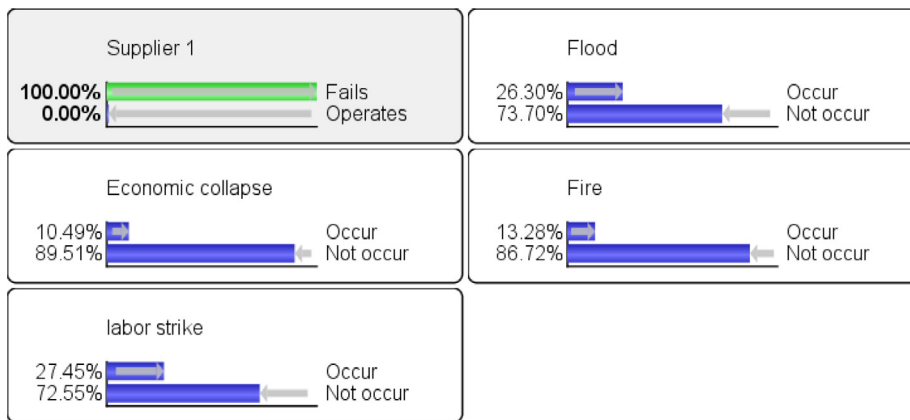 Supplier 1
100.00% Fails
0.00% Operates
Flood
26.30% Occur
73.70% Not occur
Economic collapse
10.49% Occur
89.51% Not occur
Fire
13.28% Occur
86.72% Not occur
labor strike
27.45% Occur
72.55% Not occur